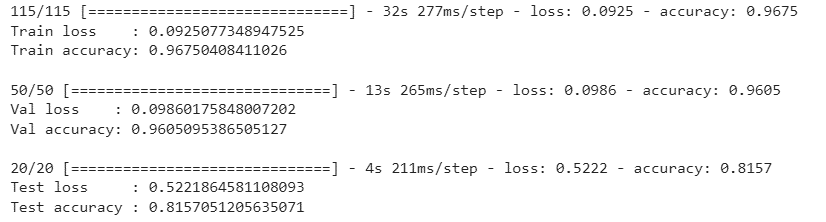 115/115 [==============================] - 32s 277ms/step - loss: 0.0925 - accuracy: 0.9675
Train loss    : 0.0925077348947525
Train accuracy: 0.96750408411026
50/50 [==============================] - 13s 265ms/step - loss: 0.0986 - accuracy: 0.9605
Val loss    : 0.09860175848007202
Val accuracy: 0.9605095386505127
20/20 [==============================] - 4s 211ms/step - loss: 0.5222 - accuracy: 0.8157
Test loss     : 0.5221864581108093
Test accuracy : 0.8157051205635071